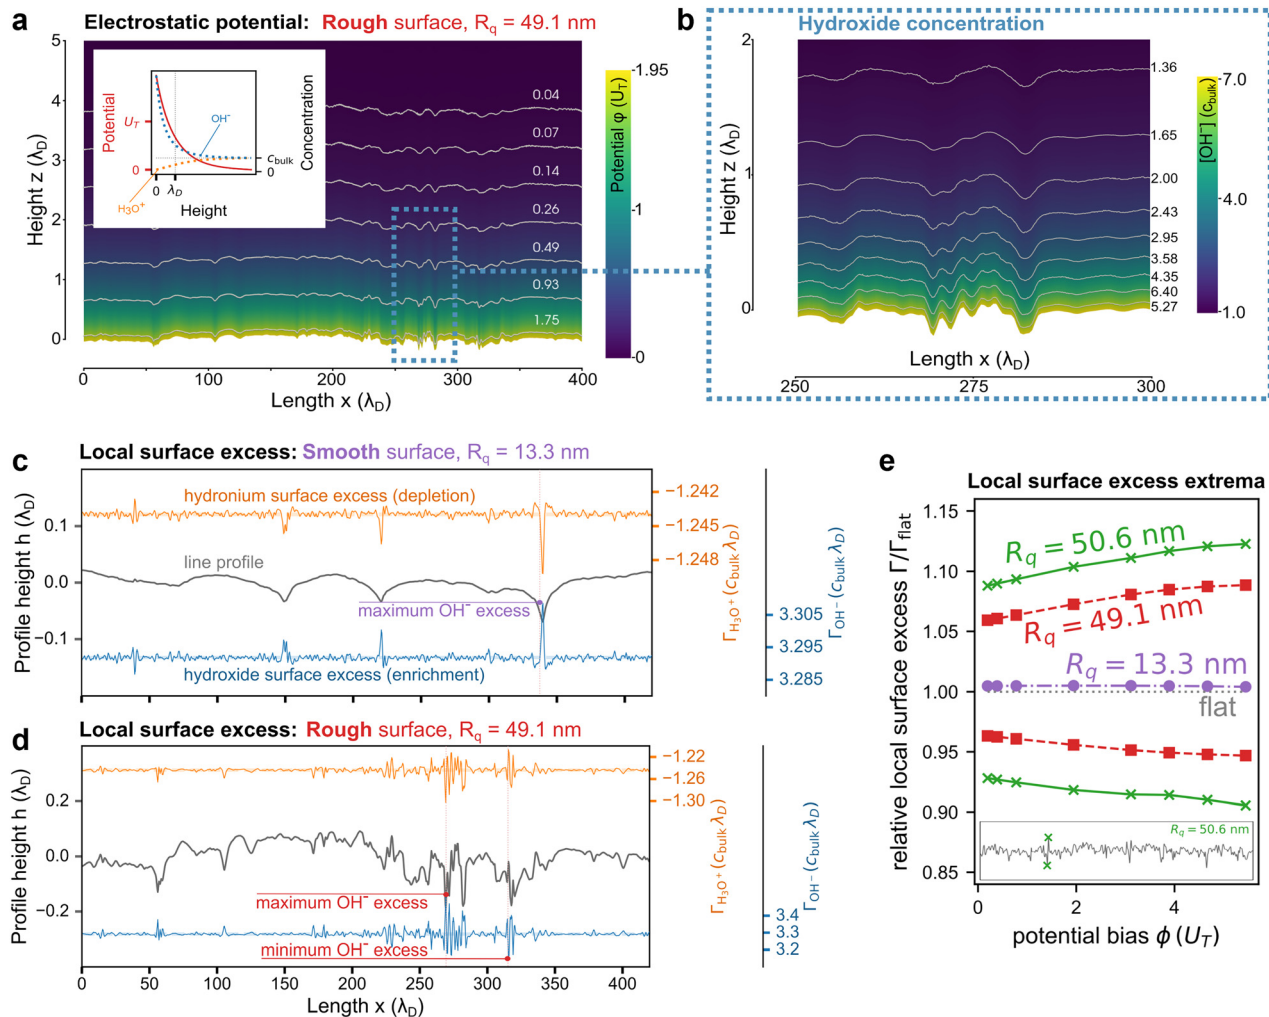 a
Electrostatic potential: Rough surface, Rq = 49.1 nm
5
4
3
2
1
0
Height z (λD)
0.04
0.07
0.14
0.26
0.49
0.93
1.75
0
100
200
300
400
Length x (λD)
Potential
UT
0
OH⁻
H₃O⁺
0
λD
Height
cbulk
0
Concentration
1.95
1
0
Potential φ (UT)
b
Hydroxide concentration
2
1
0
Height z (λD)
1.36
1.65
2.00
2.43
2.95
3.58
4.35
6.40
5.27
Length x (λD)
250
275
300
7.0
4.0
1.0
[OH⁻] (cbulk)
c
Local surface excess: Smooth surface, Rq = 13.3 nm
hydronium surface excess (depletion)
line profile
maximum OH⁻ excess
hydroxide surface excess (enrichment)
Profile height h (λD)
0.1
0.0
−0.1
−1.242
−1.245
−1.248
ΓH₃O⁺ (cbulk λD)
3.305
3.295
3.285
ΓOH⁻ (cbulk λD)
d
Local surface excess: Rough surface, Rq = 49.1 nm
Profile height h (λD)
0.2
0.0
−0.2
maximum OH⁻ excess
minimum OH⁻ excess
0
50
100
150
200
250
300
350
400
Length x (λD)
−1.22
−1.26
−1.30
ΓH₃O⁺ (cbulk λD)
3.4
3.3
3.2
ΓOH⁻ (cbulk λD)
e
Local surface excess extrema
relative local surface excess Γ/Γflat
1.15
1.10
1.05
1.00
0.95
0.90
0.85
Rq = 50.6 nm
Rq = 49.1 nm
Rq = 13.3 nm
flat
Rq = 50.6 nm
0
2
4
potential bias ϕ (UT)